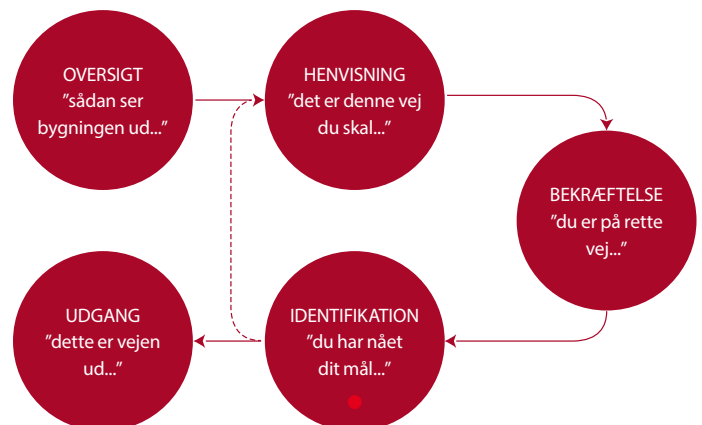 OVERSIGT
”sådan ser
bygningen ud...”
HENVISNING
”det er denne vej
du skal...”
BEKRÆFTELSE
”du er på rette
vej...”
IDENTIFIKATION
”du har nået
dit mål...”
UDGANG
”dette er vejen
ud...”